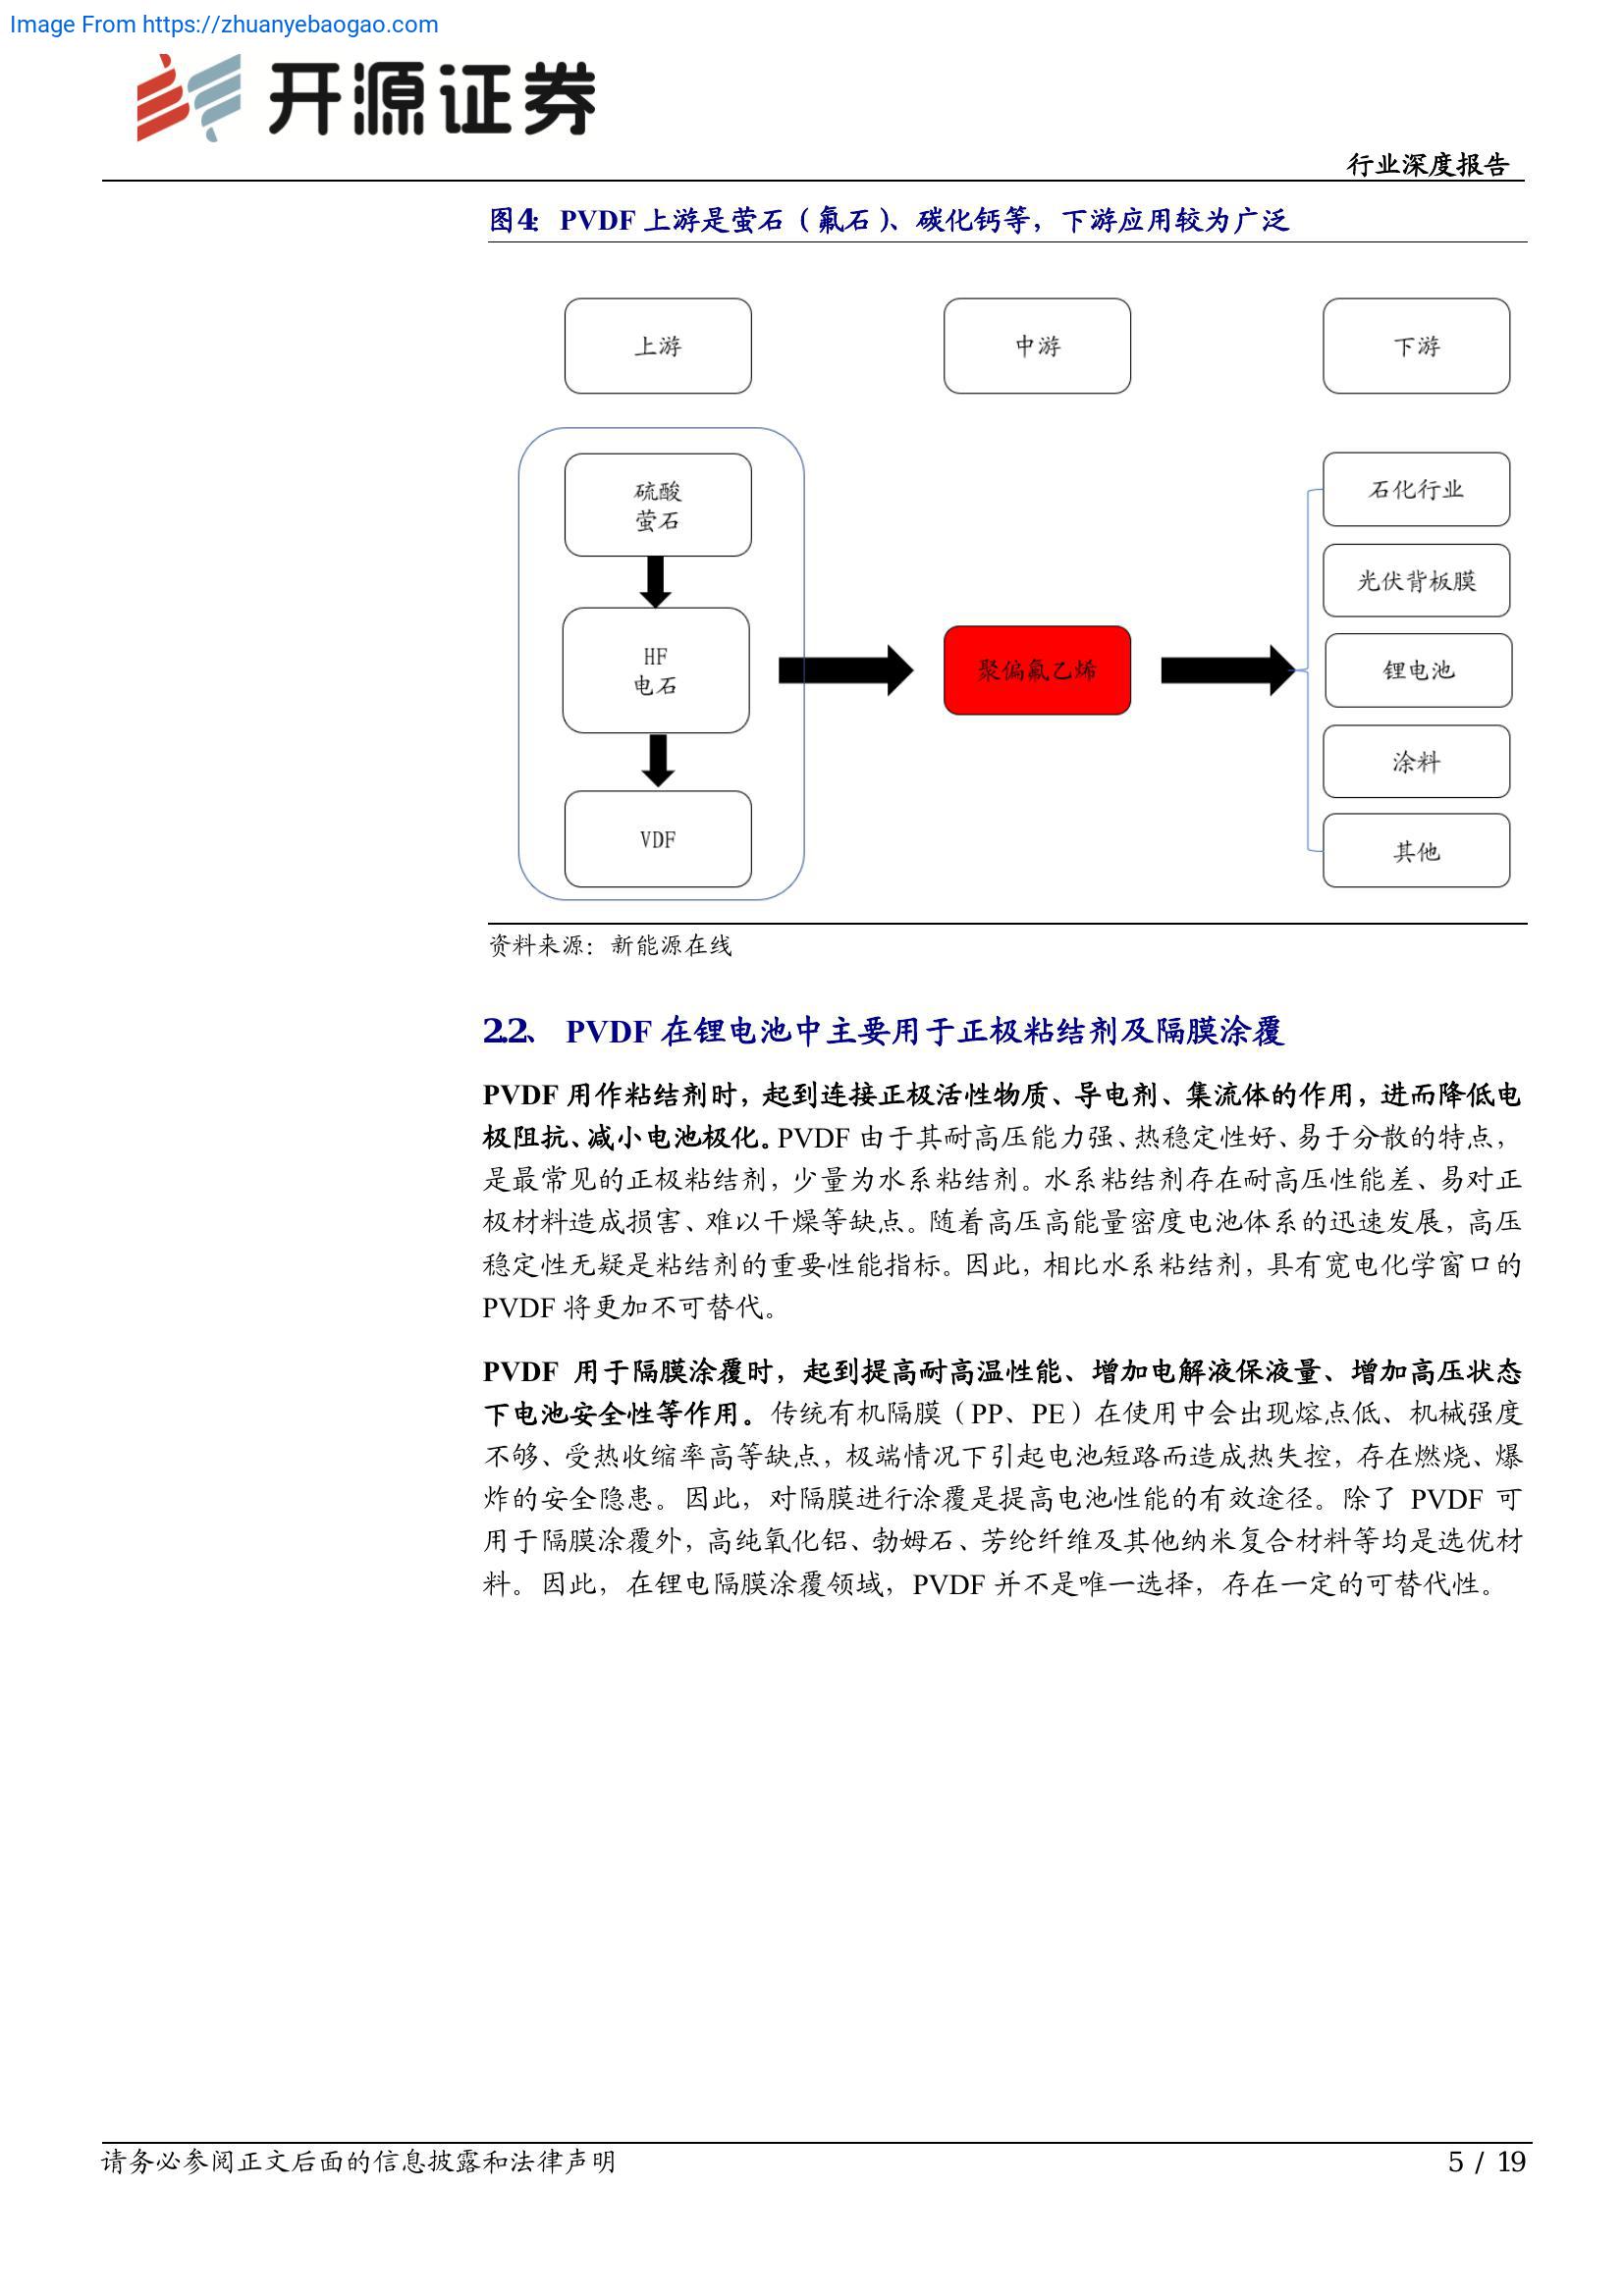 Image From https://zhuanyebaogao.com
开源证券
行业深度报告
图4： PVDF 上游是萤石（氟石）、碳化钙等，下游应用较为广泛
上游
中游
下游
硫酸
萤石
HF
电石
VDF
聚偏氟乙烯
石化行业
光伏背板膜
锂电池
涂料
其他
资料来源：新能源在线
2.2、 PVDF 在锂电池中主要用于正极粘结剂及隔膜涂覆
PVDF 用作粘结剂时，起到连接正极活性物质、导电剂、集流体的作用，进而降低电
极阻抗、减小电池极化。PVDF 由于其耐高压能力强、热稳定性好、易于分散的特点，
是最常见的正极粘结剂，少量为水系粘结剂。水系粘结剂存在耐高压性能差、易对正
极材料造成损害、难以干燥等缺点。随着高压高能量密度电池体系的迅速发展，高压
稳定性无疑是粘结剂的重要性能指标。因此，相比水系粘结剂，具有宽电化学窗口的
PVDF 将更加不可替代。
PVDF 用于隔膜涂覆时，起到提高耐高温性能、增加电解液保液量、增加高压状态
下电池安全性等作用。传统有机隔膜（PP、PE）在使用中会出现熔点低、机械强度
不够、受热收缩率高等缺点，极端情况下引起电池短路而造成热失控，存在燃烧、爆
炸的安全隐患。因此，对隔膜进行涂覆是提高电池性能的有效途径。除了 PVDF 可
用于隔膜涂覆外，高纯氧化铝、勃姆石、芳纶纤维及其他纳米复合材料等均是选优材
料。因此，在锂电隔膜涂覆领域，PVDF 并不是唯一选择，存在一定的可替代性。
请务必参阅正文后面的信息披露和法律声明
5 / 19